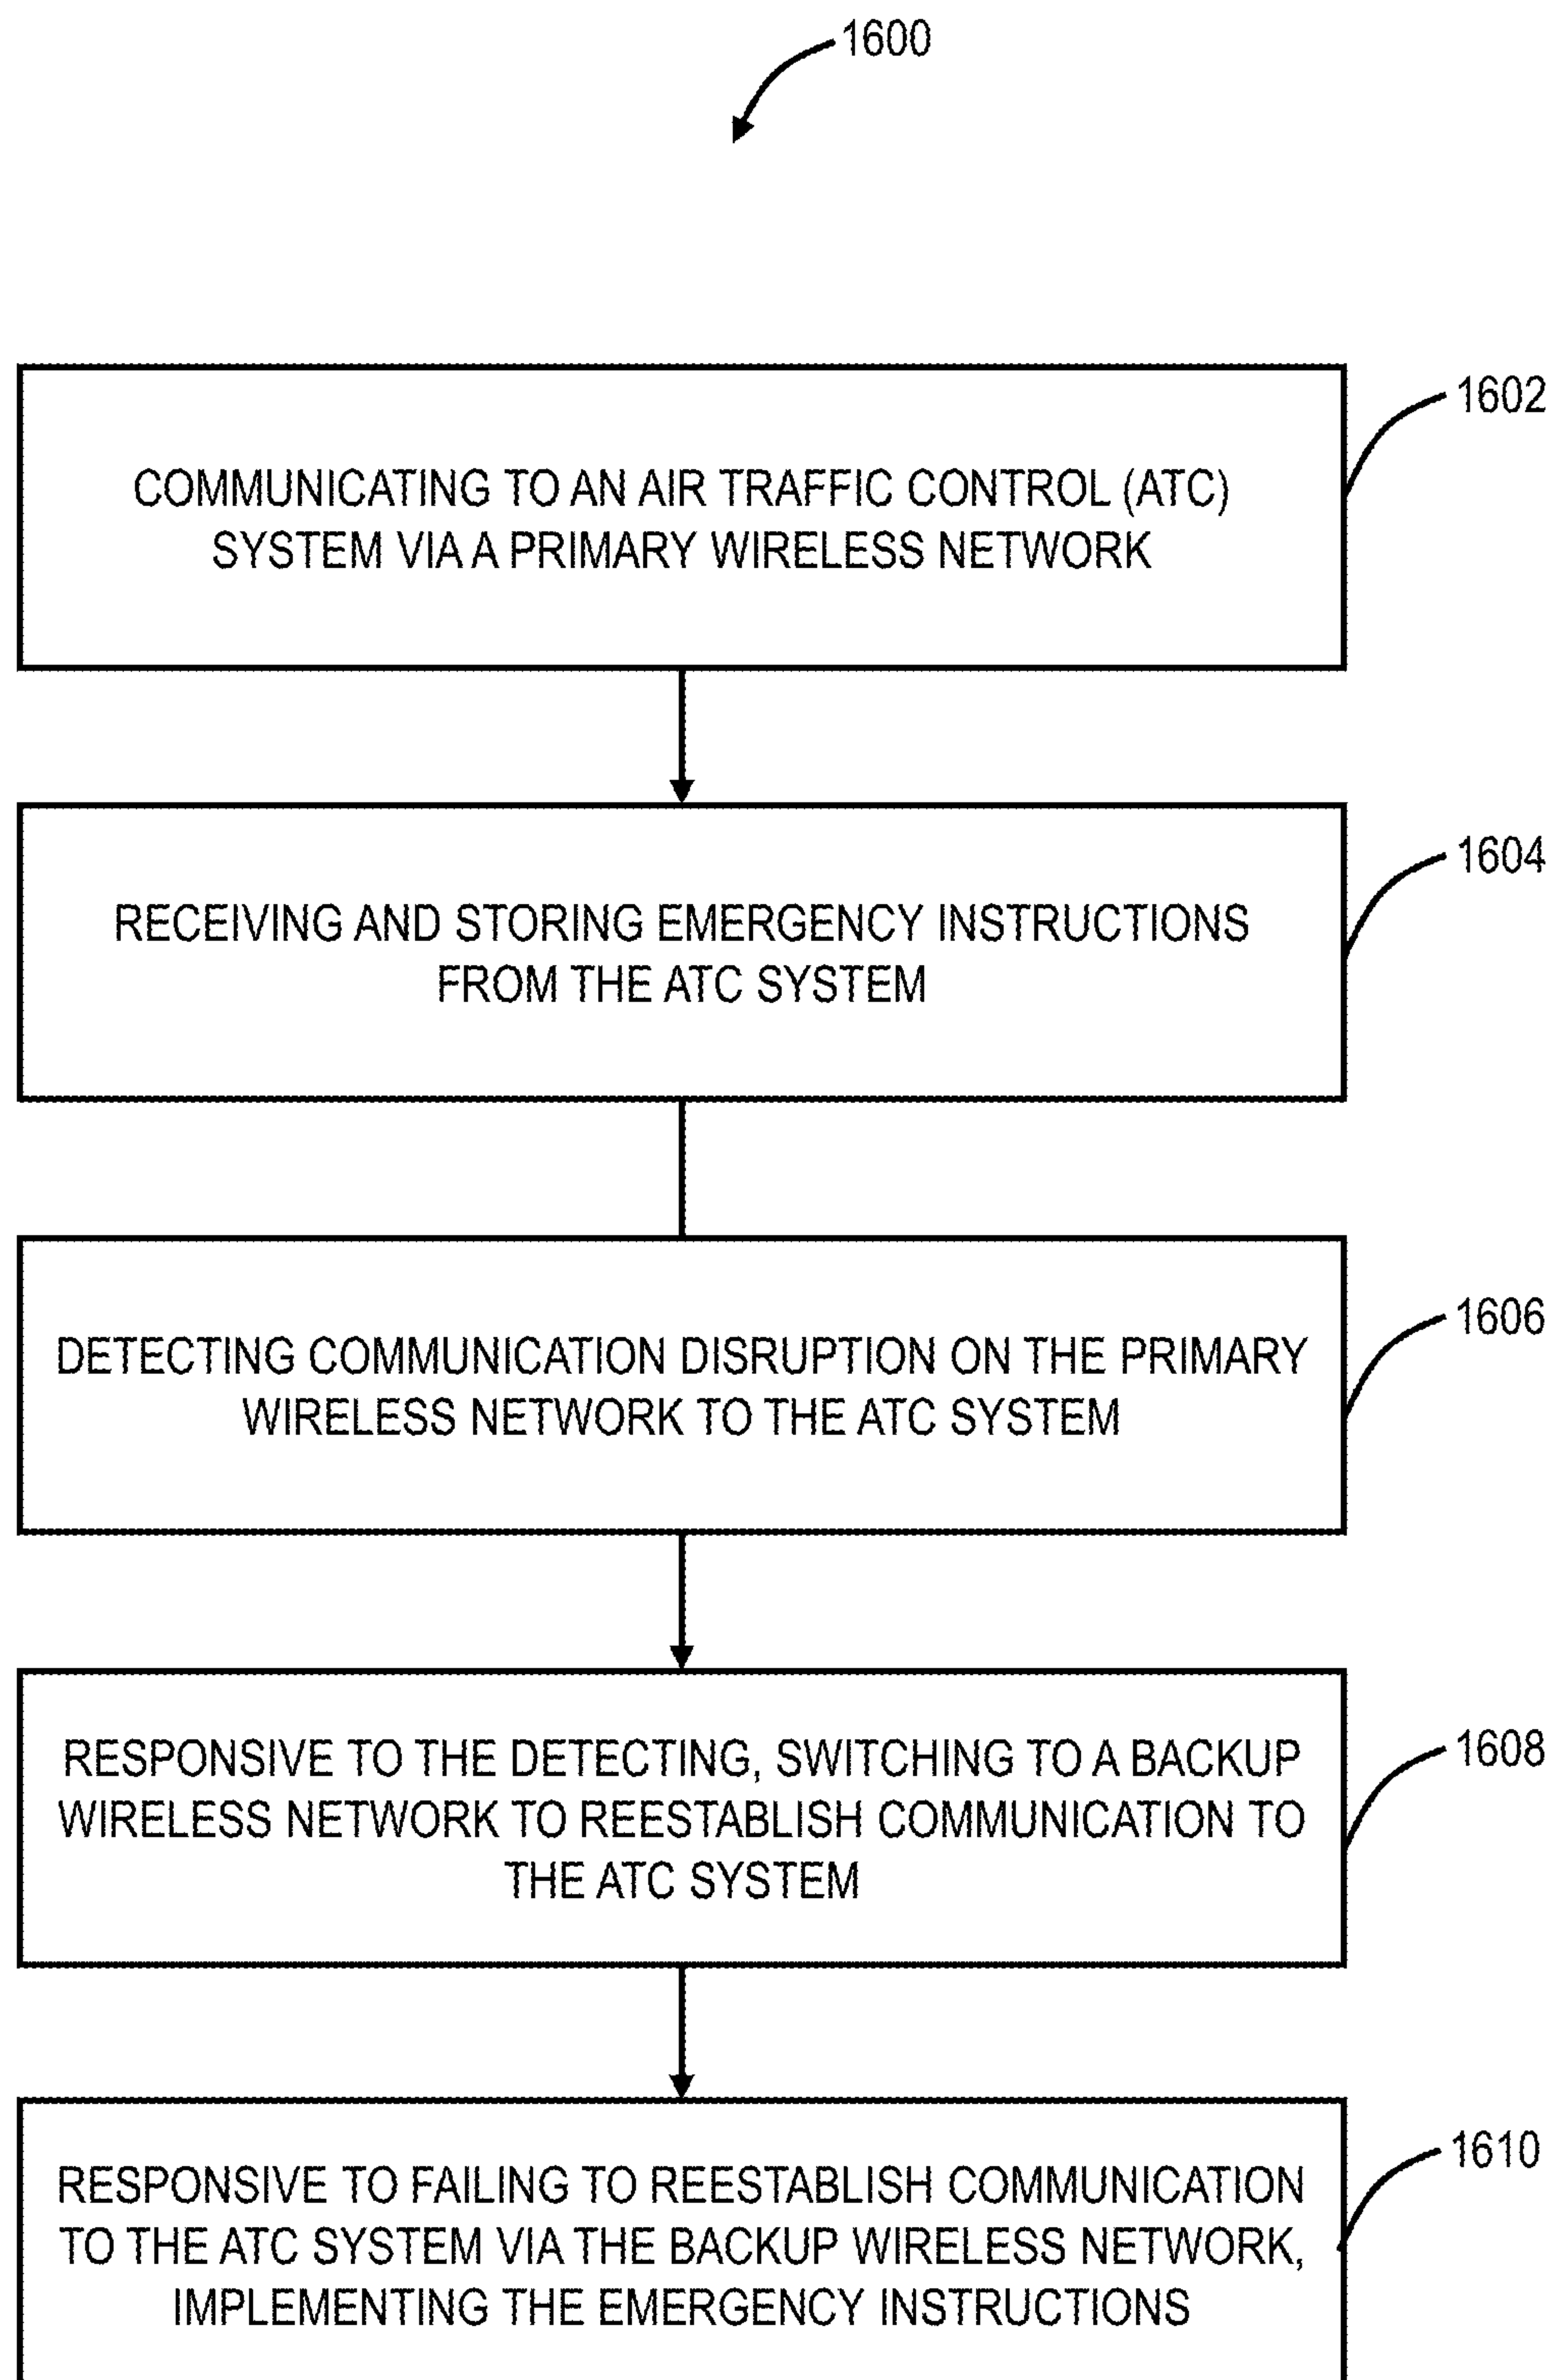 1600
1602
COMMUNICATING TO AN AIR TRAFFIC CONTROL (ATC)
SYSTEM VIA A PRIMARY WIRELESS NETWORK
1604
RECEIVING AND STORING EMERGENCY INSTRUCTIONS
FROM THE ATC SYSTEM
1606
DETECTING COMMUNICATION DISRUPTION ON THE PRIMARY
WIRELESS NETWORK TO THE ATC SYSTEM
1608
RESPONSIVE TO THE DETECTING, SWITCHING TO A BACKUP
WIRELESS NETWORK TO REESTABLISH COMMUNICATION TO
THE ATC SYSTEM
1610
RESPONSIVE TO FAILING TO REESTABLISH COMMUNICATION
TO THE ATC SYSTEM VIA THE BACKUP WIRELESS NETWORK,
IMPLEMENTING THE EMERGENCY INSTRUCTIONS